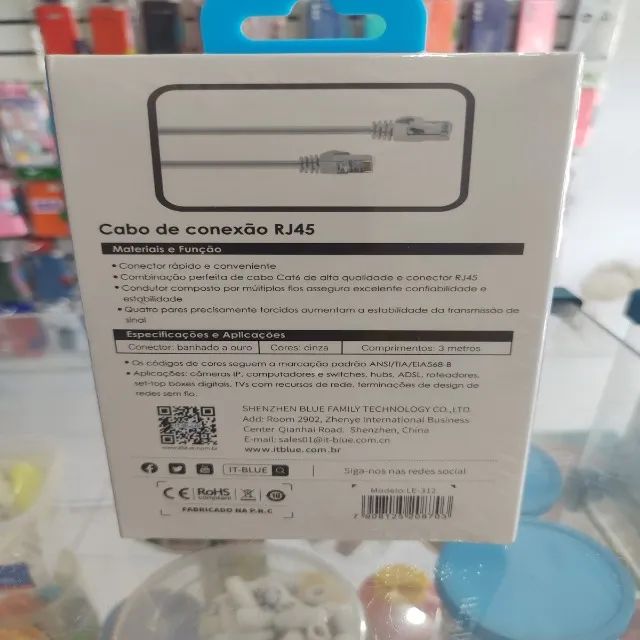 Cabo de conexão RJ45
Materiais e Função
• Conector rápido e conveniente
• Combinação perfeita de cabo Cat6 de alta qualidade e conector RJ45
• Condutor composto por múltiplos fios assegura excelente confiabilidade e
estabilidade
• Quatro pares precisamente torcidos aumentam a estabilidade da transmissão de
sinal
Especificações e Aplicações
Conector: banhado a ouro Cores: cinza Comprimentos: 3 metros
• Os códigos de cores seguem a marcação padrão ANSI/TIA/EIA568-B
• Aplicações: câmeras IP, computadores e switches, hubs, ADSL, roteadores,
set-top boxes digitais, TVs com recursos de rede, terminações de design de
redes sem fio.
SHENZHEN BLUE FAMILY TECHNOLOGY CO.,LTD.
Add: Room 2902, Zhenye International Business
Center Qianhai Road. Shenzhen, China
E-mail: sales01@it-blue.com.cn
www.itblue.com.br
www.itblue.com.br
IT-BLUE
Siga-nos nas redes social
CE RoHS
compliant
10
Modelo: LE-312
FABRICADO NA P.R.C